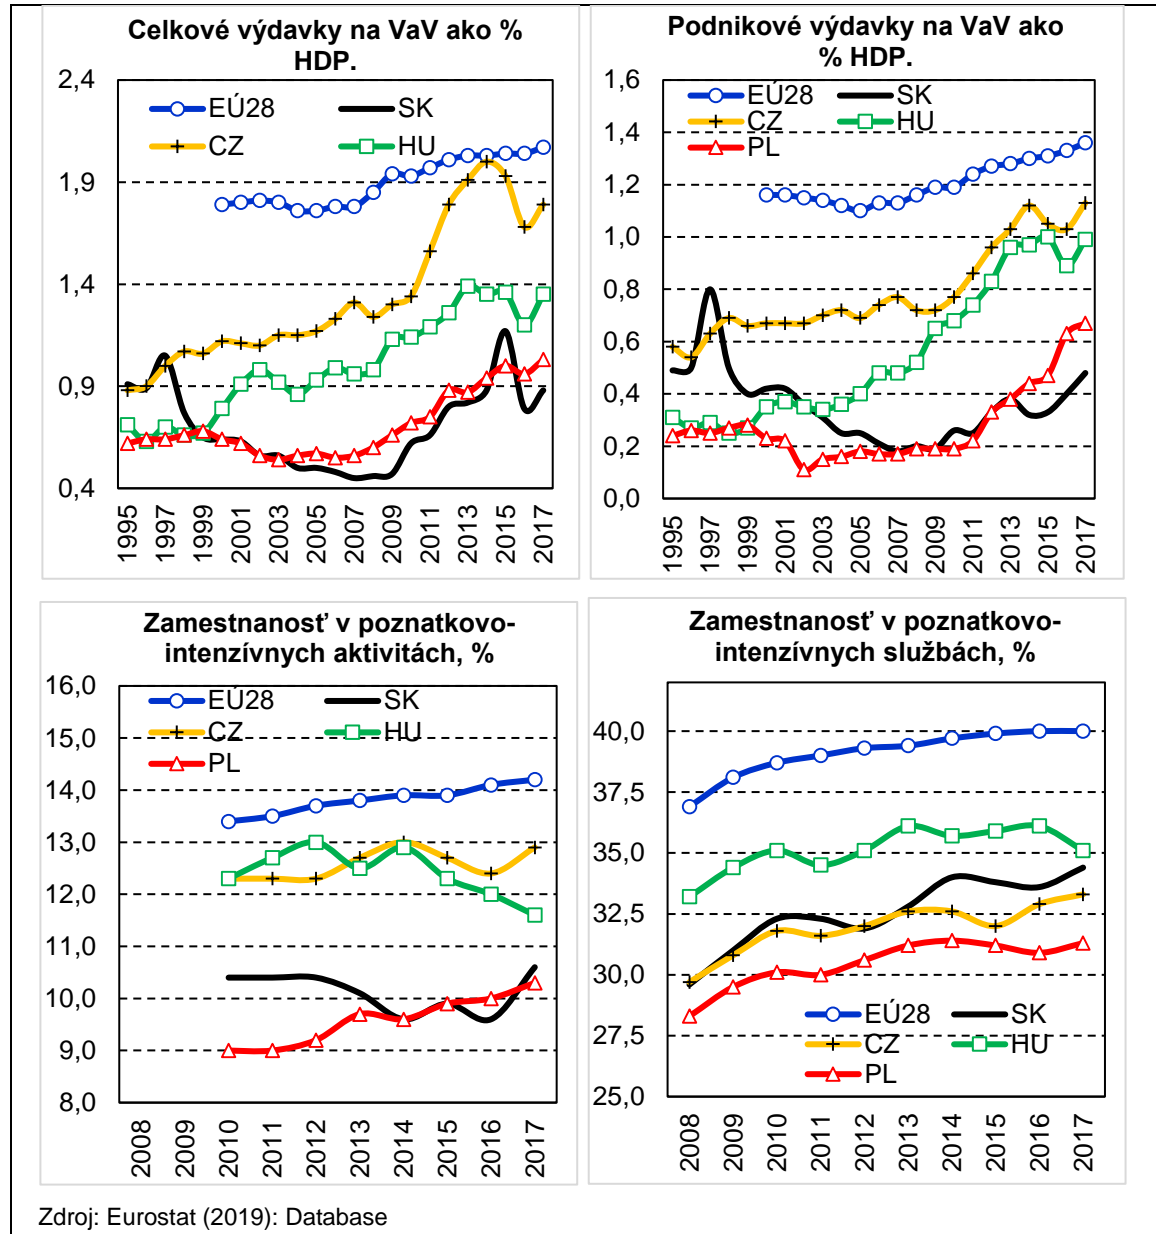 Celkové výdavky na VaV ako %
HDP.
2,4
1,9
1,4
0,9
0,4
EÚ28
SK
CZ
HU
1995
1997
1999
2001
2003
2005
2007
2009
2011
2013
2015
2017
Podnikové výdavky na VaV ako
% HDP.
1,6
1,4
1,2
1,0
0,8
0,6
0,4
0,2
0,0
EÚ28
SK
CZ
HU
PL
1995
1997
1999
2001
2003
2005
2007
2009
2011
2013
2015
2017
Zamestnanosť v poznatkovo-
intenzívnych aktivitách, %
16,0
15,0
14,0
13,0
12,0
11,0
10,0
9,0
8,0
EÚ28
SK
CZ
HU
PL
2008
2009
2010
2011
2012
2013
2014
2015
2016
2017
Zamestnanosť v poznatkovo-
intenzívnych službách, %
40,0
37,5
35,0
32,5
30,0
27,5
25,0
EÚ28
SK
CZ
HU
PL
2008
2009
2010
2011
2012
2013
2014
2015
2016
2017
Zdroj: Eurostat (2019): Database